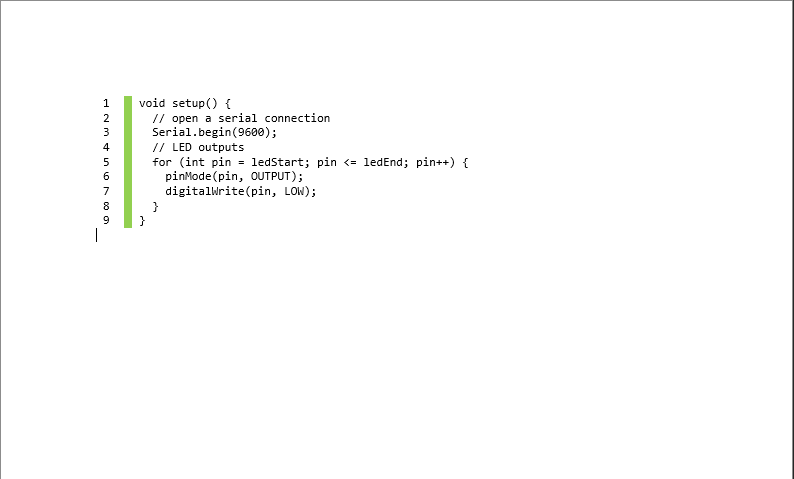 1 void setup() {
2   // open a serial connection
3   Serial.begin(9600);
4   // LED outputs
5   for (int pin = ledStart; pin <= ledEnd; pin++) {
6     pinMode(pin, OUTPUT);
7     digitalWrite(pin, LOW);
8   }
9 }